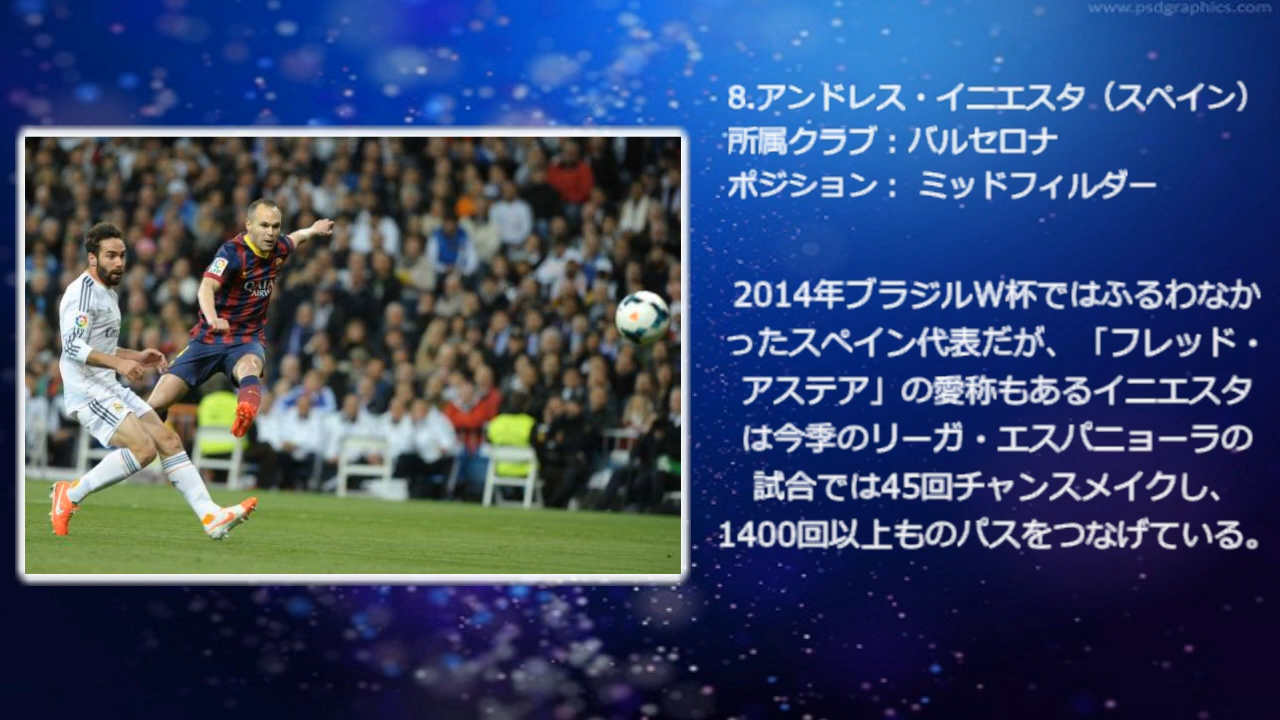 www.psdgraphics.com
8.アンドレス・イニエスタ（スペイン）
所属クラブ：バルセロナ
ポジション： ミッドフィルダー
2014年ブラジルW杯ではふるわなか
ったスペイン代表だが、「フレッド・
アステア」の愛称もあるイニエスタ
は今季のリーガ・エスパニョーラの
試合では45回チャンスメイクし、
1400回以上ものパスをつなげている。
QATAR
AIRWAYS